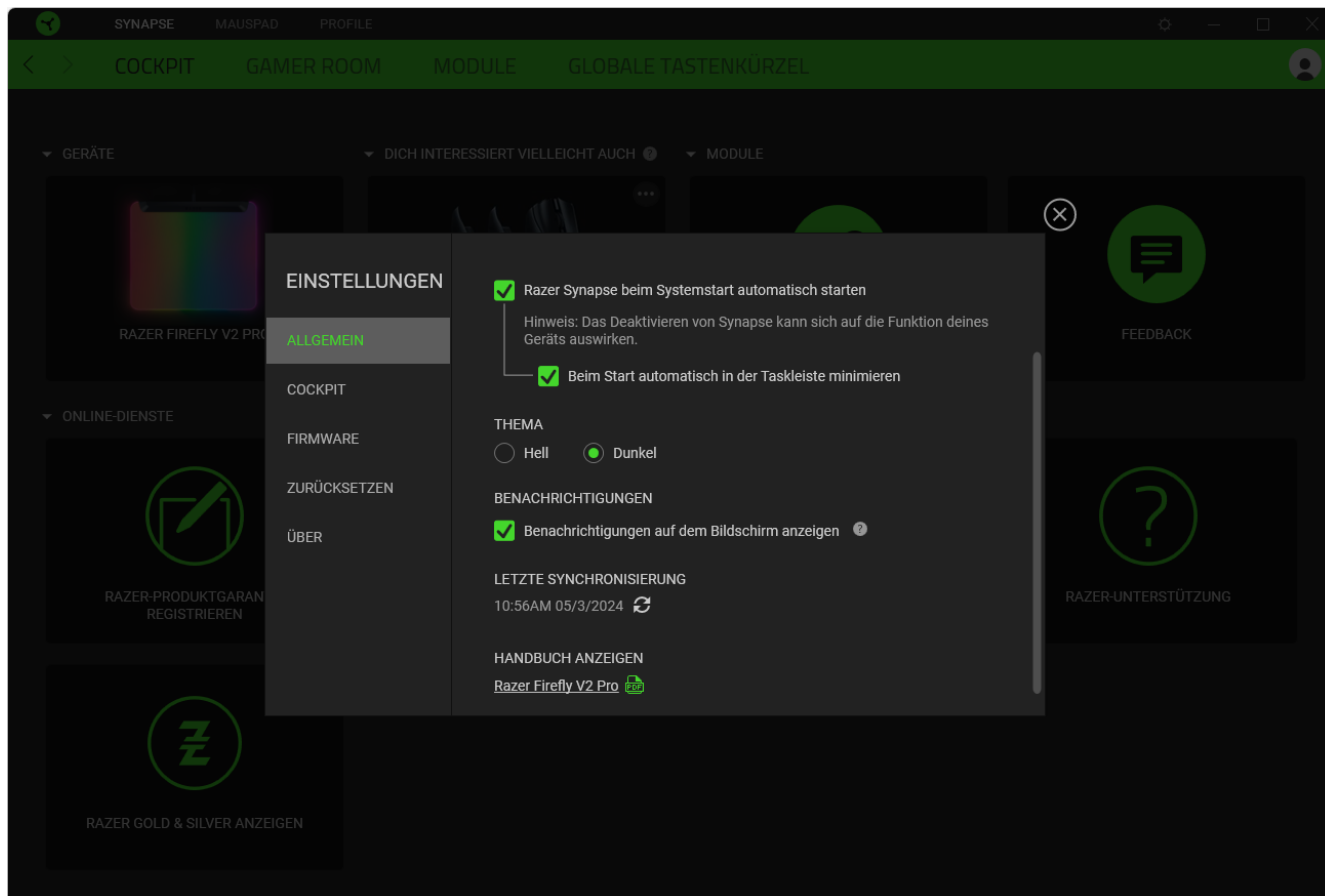 SYNAPSE MAUSPAD PROFILE
COCKPIT GAMER ROOM MODULE GLOBALE TASTENKÜRZEL
GERÄTE
DICH INTERESSIERT VIELLEICHT AUCH ?
MODULE
RAZER FIREFLY V2 PRO
FEEDBACK
EINSTELLUNGEN
ALLGEMEIN
COCKPIT
FIRMWARE
ZURÜCKSETZEN
ÜBER
Razer Synapse beim Systemstart automatisch starten
Hinweis: Das Deaktivieren von Synapse kann sich auf die Funktion deines
Geräts auswirken.
Beim Start automatisch in der Taskleiste minimieren
THEMA
Hell Dunkel
BENACHRICHTIGUNGEN
Benachrichtigungen auf dem Bildschirm anzeigen ?
LETZTE SYNCHRONISIERUNG
10:56AM 05/3/2024
HANDBUCH ANZEIGEN
Razer Firefly V2 Pro PDF
ONLINE-DIENSTE
RAZER-PRODUKTGARAN
REGISTRIEREN
RAZER-UNTERSTÜTZUNG
RAZER GOLD & SILVER ANZEIGEN